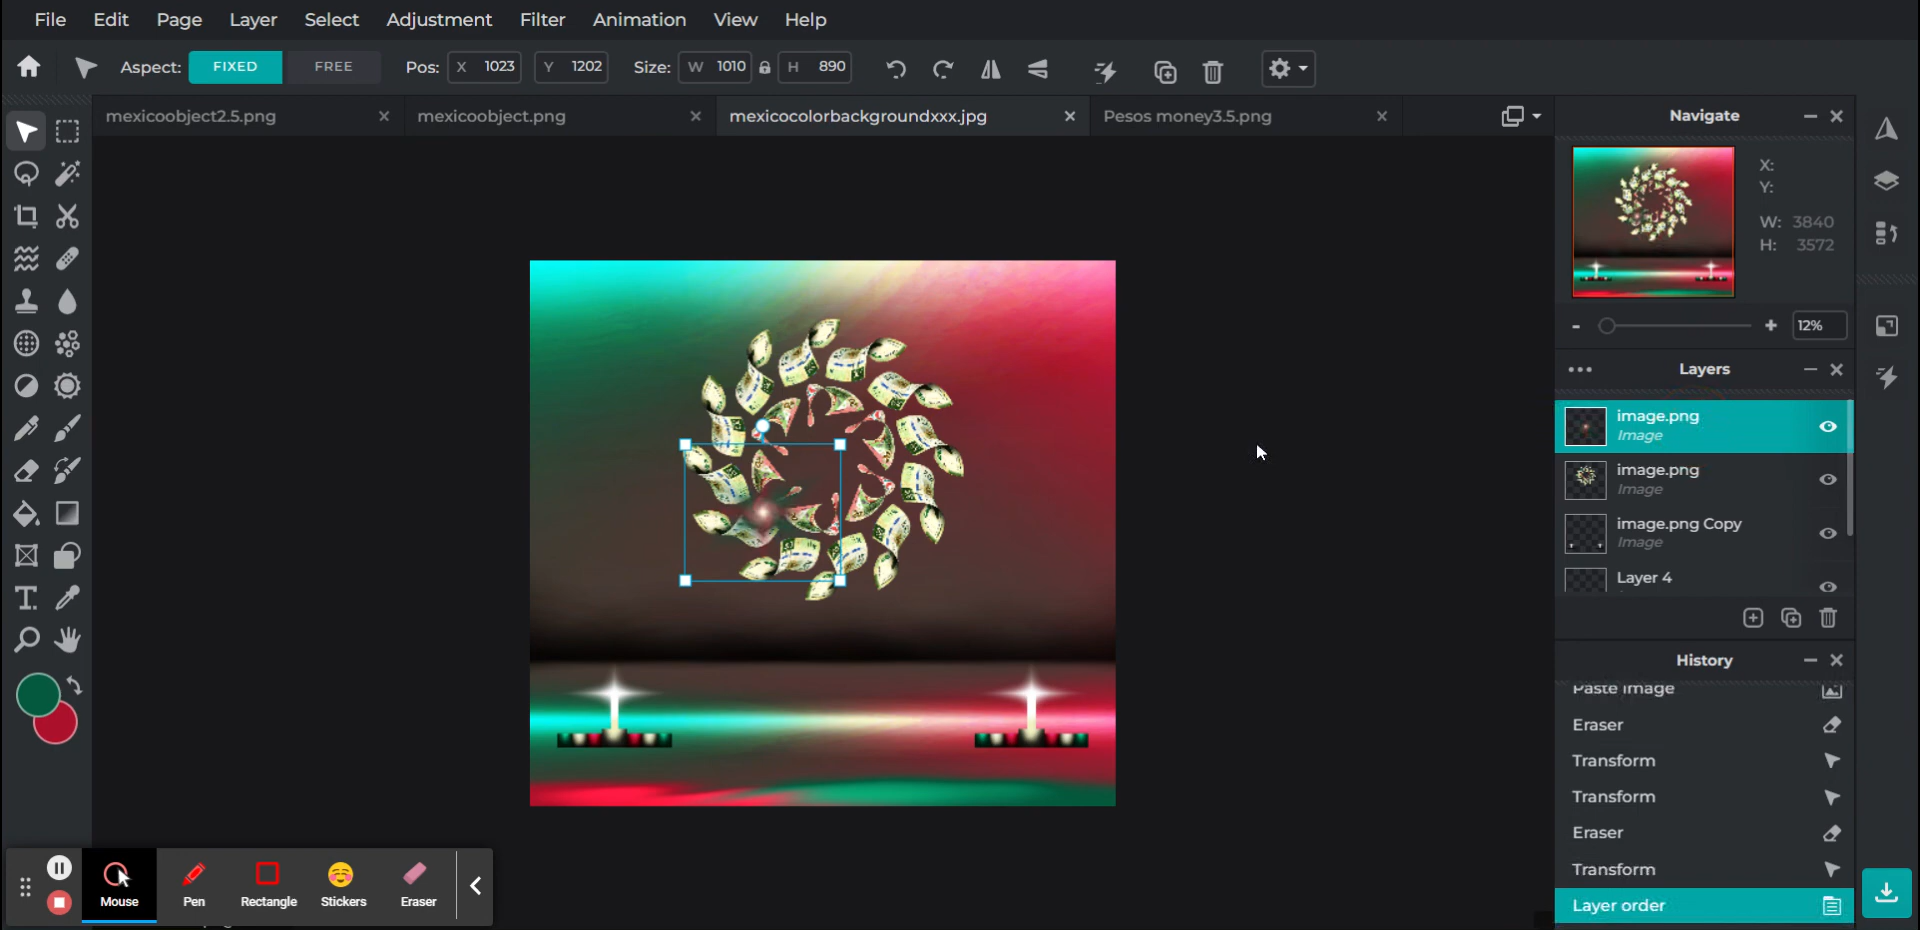 File Edit Page Layer Select Adjustment Filter Animation View Help
Aspect: FIXED FREE Pos: X 1023 Y 1202 Size: W 1010 H 890
mexicoobject2.5.png mexicoobject.png mexicocolorbackgroundxxx.jpg Pesos money3.5.png
Navigate
X:
Y:
W: 3840
H: 3572
- + 12%
Layers
image.png
Image
image.png
Image
image.png Copy
Image
Layer 4
History
Paste image
Eraser
Transform
Transform
Eraser
Transform
Layer order
Mouse Pen Rectangle Stickers Eraser